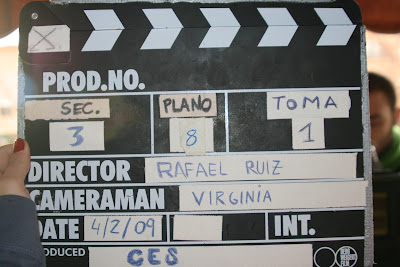 X
PROD.NO.
SEC. PLANO TOMA
3 8 1
DIRECTOR RAFAEL RUIZ
CAMERAMAN VIRGINIA
DATE 4/2/09 INT.
PRODUCED CES